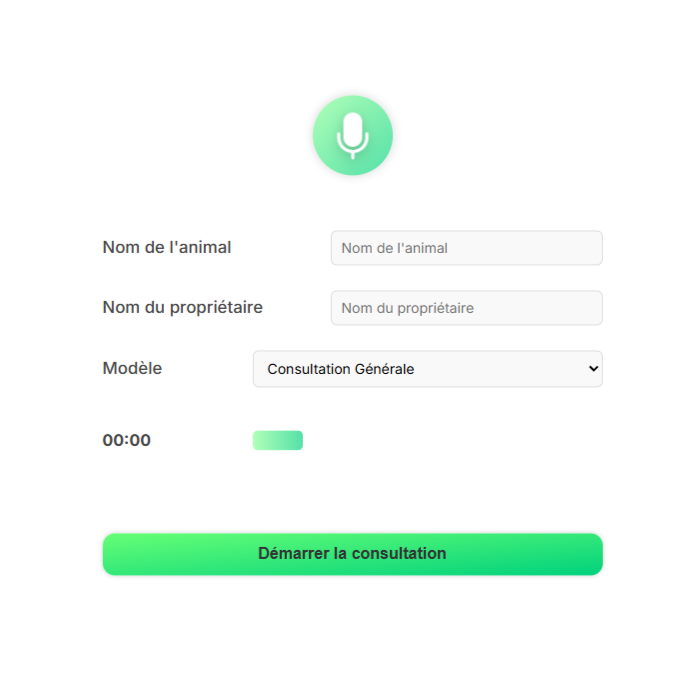 Nom de l'animal
Nom de l'animal
Nom du propriétaire
Nom du propriétaire
Modèle
Consultation Générale
00:00
Démarrer la consultation